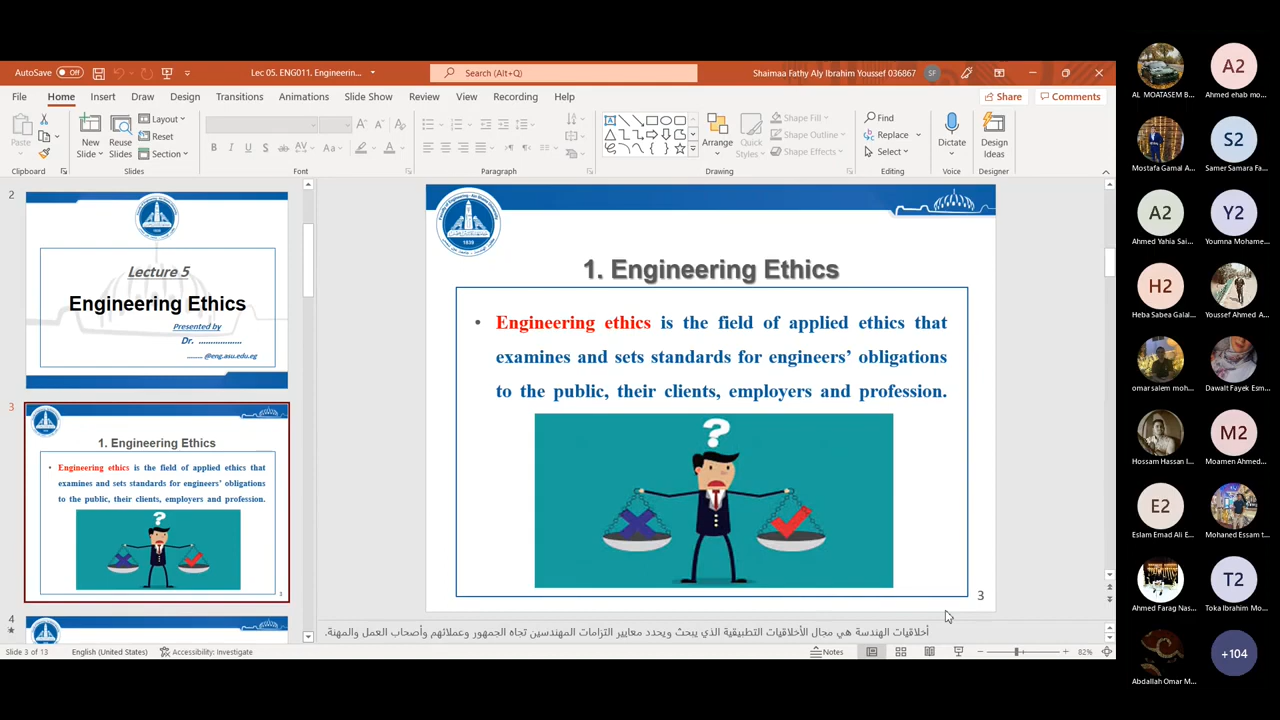 AutoSave Off
Lec 05. ENG011. Engineerin...
Search (Alt+Q)
Shaimaa Fathy Aly Ibrahim Youssef 036867
SF
File Home Insert Draw Design Transitions Animations Slide Show Review View Recording Help
Share Comments
Paste
New Slide
Reuse Slides
Layout
Reset
Section
Arrange
Quick Styles
Shape Fill
Shape Outline
Shape Effects
Find
Replace
Select
Dictate
Design Ideas
Clipboard Slides Font Paragraph Drawing Editing Voice Designer
2
Lecture 5
Engineering Ethics
Presented by
Dr. ..................
........ @eng.asu.edu.eg
3
1. Engineering Ethics
• Engineering ethics is the field of applied ethics that
examines and sets standards for engineers' obligations
to the public, their clients, employers and profession.
?
3
4
1. Engineering Ethics
• Engineering ethics is the field of applied ethics that
examines and sets standards for engineers’ obligations
to the public, their clients, employers and profession.
?
3
أخلاقيات الهندسة هي مجال الأخلاقيات التطبيقية الذي يبحث ويحدد معايير التزامات المهندسين تجاه الجمهور وعملائهم وأصحاب العمل والمهنة.
Slide 3 of 13 English (United States) Accessibility: Investigate
Notes
82%
AL MOATASEM B...
A2
Ahmed ehab mo...
Mostafa Gamal A...
S2
Samer Samara Fa...
A2
Ahmed Yahia Sai...
Y2
Youmna Mohame...
H2
Heba Sabea Galal...
Youssef Ahmed A...
omar salem moh...
Dawalt Fayek Esm...
Hossam Hassan I...
M2
Moamen Ahmed...
E2
Eslam Emad Ali E...
Mohaned Essam t...
Ahmed Farag Nas...
T2
Toka Ibrahim Mo...
Abdallah Omar M...
+104